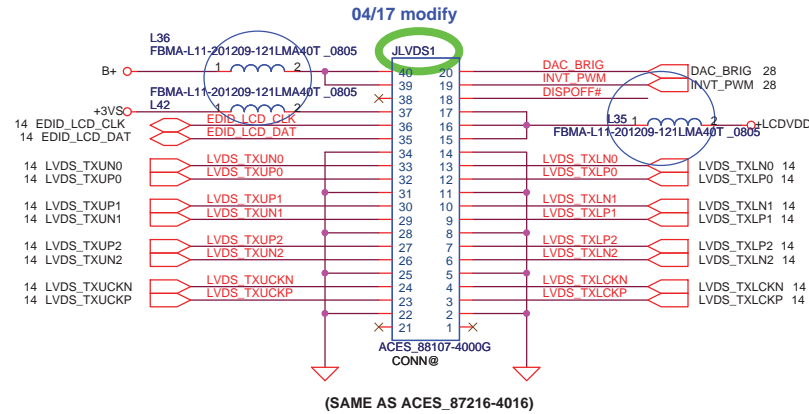 04/17 modify
L36
FBMA-L11-201209-121LMA40T _0805
JLVDS1
B+ 1 2 40 20 DAC_BRIG DAC_BRIG 28
39 19 INVT_PWM INVT_PWM 28
FBMA-L11-201209-121LMA40T _0805 38 18 DISPOFF#
+3VS 1 2 37 17
L42
L35
14 EDID_LCD_CLK EDID_LCD_CLK 36 16 1 2 +LCDVDD
14 EDID_LCD_DAT EDID_LCD_DAT 35 15 FBMA-L11-201209-121LMA40T _0805
34 14
14 LVDS_TXUN0 LVDS_TXUN0 33 13 LVDS_TXLN0 LVDS_TXLN0 14
14 LVDS_TXUP0 LVDS_TXUP0 32 12 LVDS_TXLP0 LVDS_TXLP0 14
31 11
14 LVDS_TXUP1 LVDS_TXUP1 30 10 LVDS_TXLN1 LVDS_TXLN1 14
14 LVDS_TXUN1 LVDS_TXUN1 29 9 LVDS_TXLP1 LVDS_TXLP1 14
28 8
14 LVDS_TXUP2 LVDS_TXUP2 27 7 LVDS_TXLP2 LVDS_TXLP2 14
14 LVDS_TXUN2 LVDS_TXUN2 26 6 LVDS_TXLN2 LVDS_TXLN2 14
25 5
14 LVDS_TXUCKN LVDS_TXUCKN 24 4 LVDS_TXLCKN LVDS_TXLCKN 14
14 LVDS_TXUCKP LVDS_TXUCKP 23 3 LVDS_TXLCKP LVDS_TXLCKP 14
22 2
21 1
ACES_88107-4000G
CONN@
(SAME AS ACES_87216-4016)